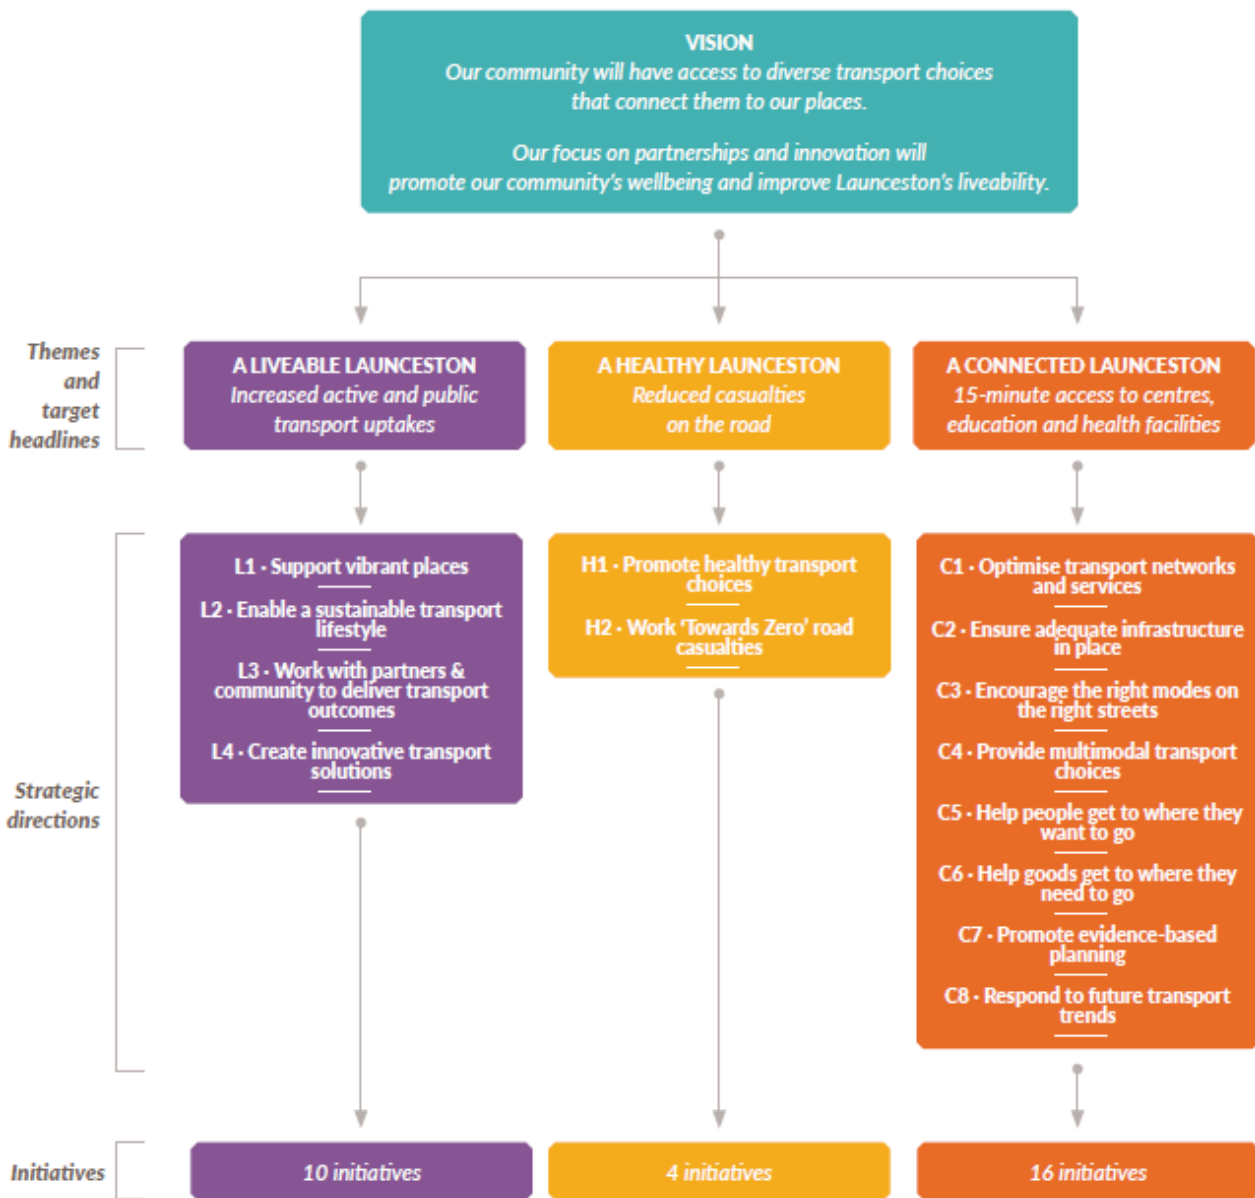 VISION
Our community will have access to diverse transport choices
that connect them to our places.
Our focus on partnerships and innovation will
promote our community's wellbeing and improve Launceston's liveability.
Themes
and
target
headlines
A LIVEABLE LAUNCESTON
Increased active and public
transport uptakes
A HEALTHY LAUNCESTON
Reduced casualties
on the road
A CONNECTED LAUNCESTON
15-minute access to centres,
education and health facilities
Strategic
directions
L1 · Support vibrant places
L2 · Enable a sustainable transport
lifestyle
L3 · Work with partners &
community to deliver transport
outcomes
L4 · Create innovative transport
solutions
H1 · Promote healthy transport
choices
H2 · Work ‘Towards Zero’ road
casualties
C1 · Optimise transport networks
and services
C2 · Ensure adequate infrastructure
in place
C3 · Encourage the right modes on
the right streets
C4 · Provide multimodal transport
choices
C5 · Help people get to where they
want to go
C6 · Help goods get to where they
need to go
C7 · Promote evidence-based
planning
C8 · Respond to future transport
trends
Initiatives
10 initiatives
4 initiatives
16 initiatives